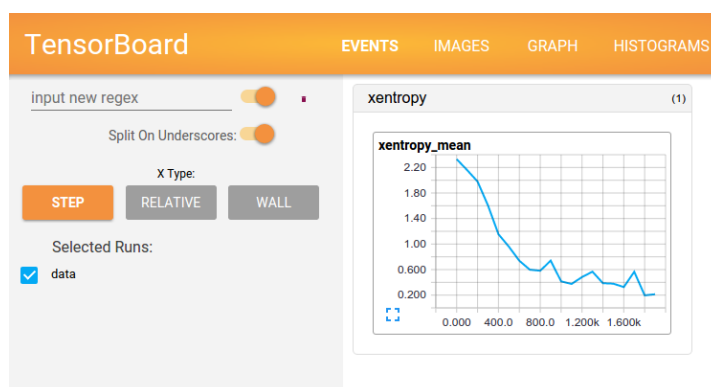 TensorBoard
EVENTS IMAGES GRAPH HISTOGRAMS
input new regex
Split On Underscores:
X Type:
STEP RELATIVE WALL
Selected Runs:
data
xentropy (1)
xentropy_mean
2.20
1.80
1.40
1.00
0.600
0.200
0.000 400.0 800.0 1.200k 1.600k